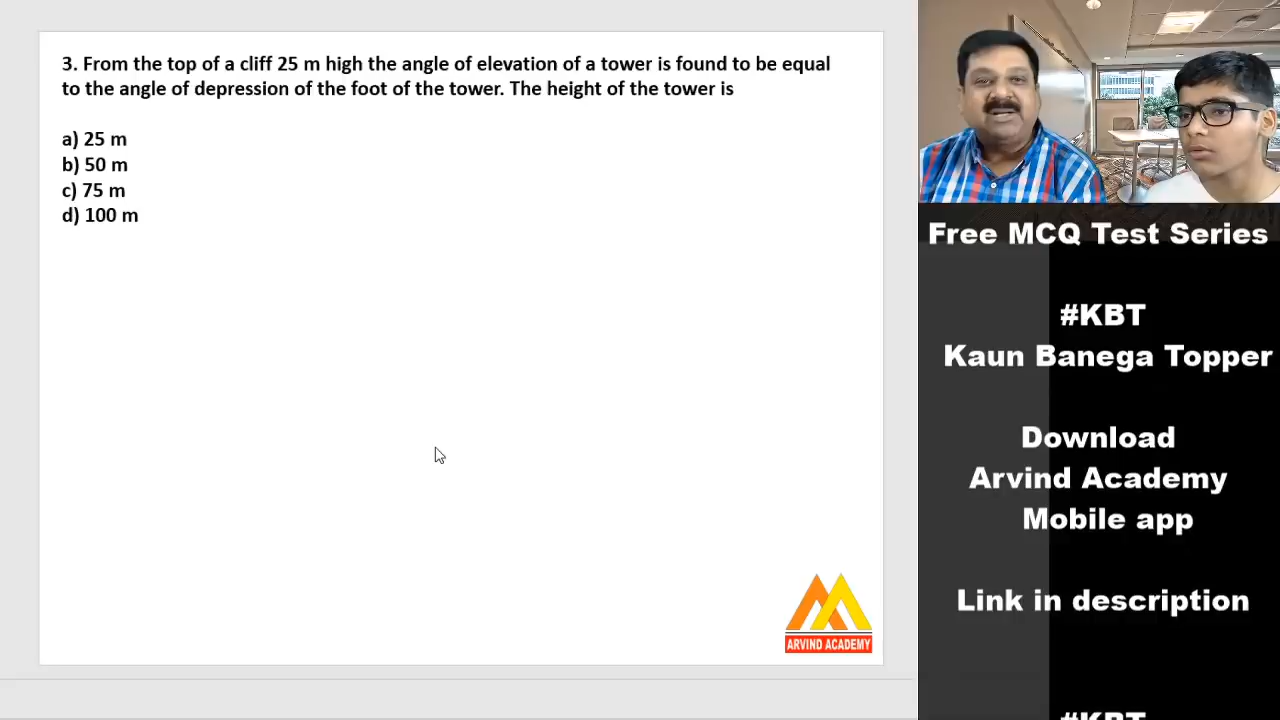 3. From the top of a cliff 25 m high the angle of elevation of a tower is found to be equal
to the angle of depression of the foot of the tower. The height of the tower is
a) 25 m
b) 50 m
c) 75 m
d) 100 m
ARVIND ACADEMY
Free MCQ Test Series
#KBT
Kaun Banega Topper
Download
Arvind Academy
Mobile app
Link in description
#KBT